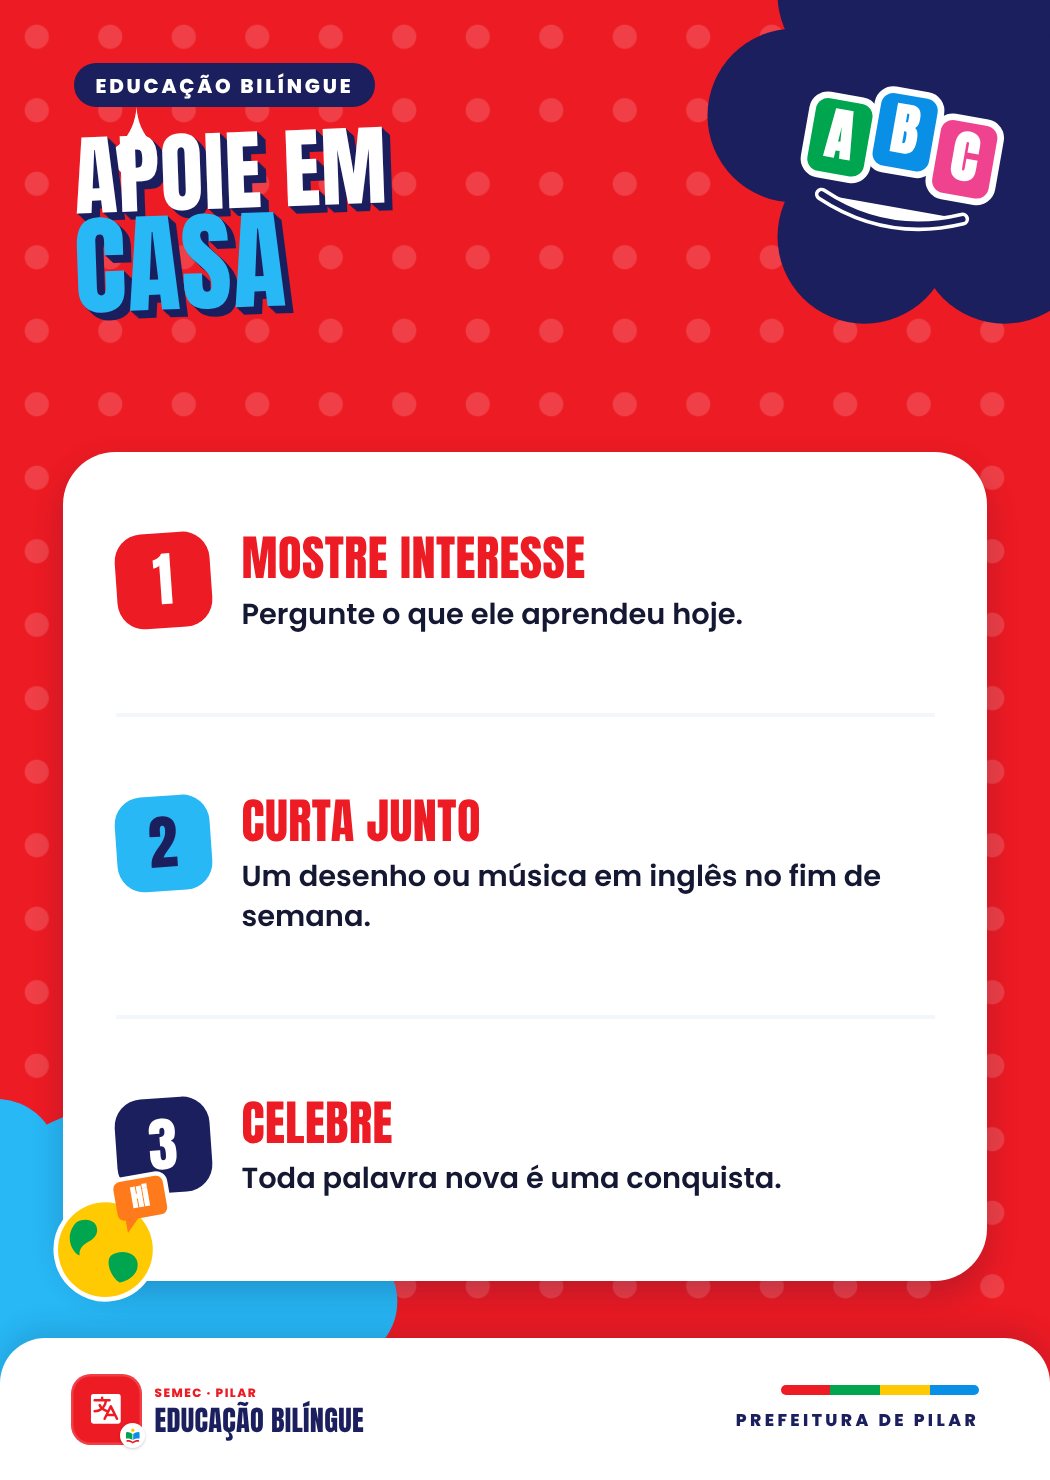 EDUCAÇÃO BILÍNGUE
APOIE EM
CASA
A B C
1
MOSTRE INTERESSE
Pergunte o que ele aprendeu hoje.
2
CURTA JUNTO
Um desenho ou música em inglês no fim de
semana.
3
CELEBRE
Toda palavra nova é uma conquista.
HI
SEMEC · PILAR
EDUCAÇÃO BILÍNGUE
PREFEITURA DE PILAR